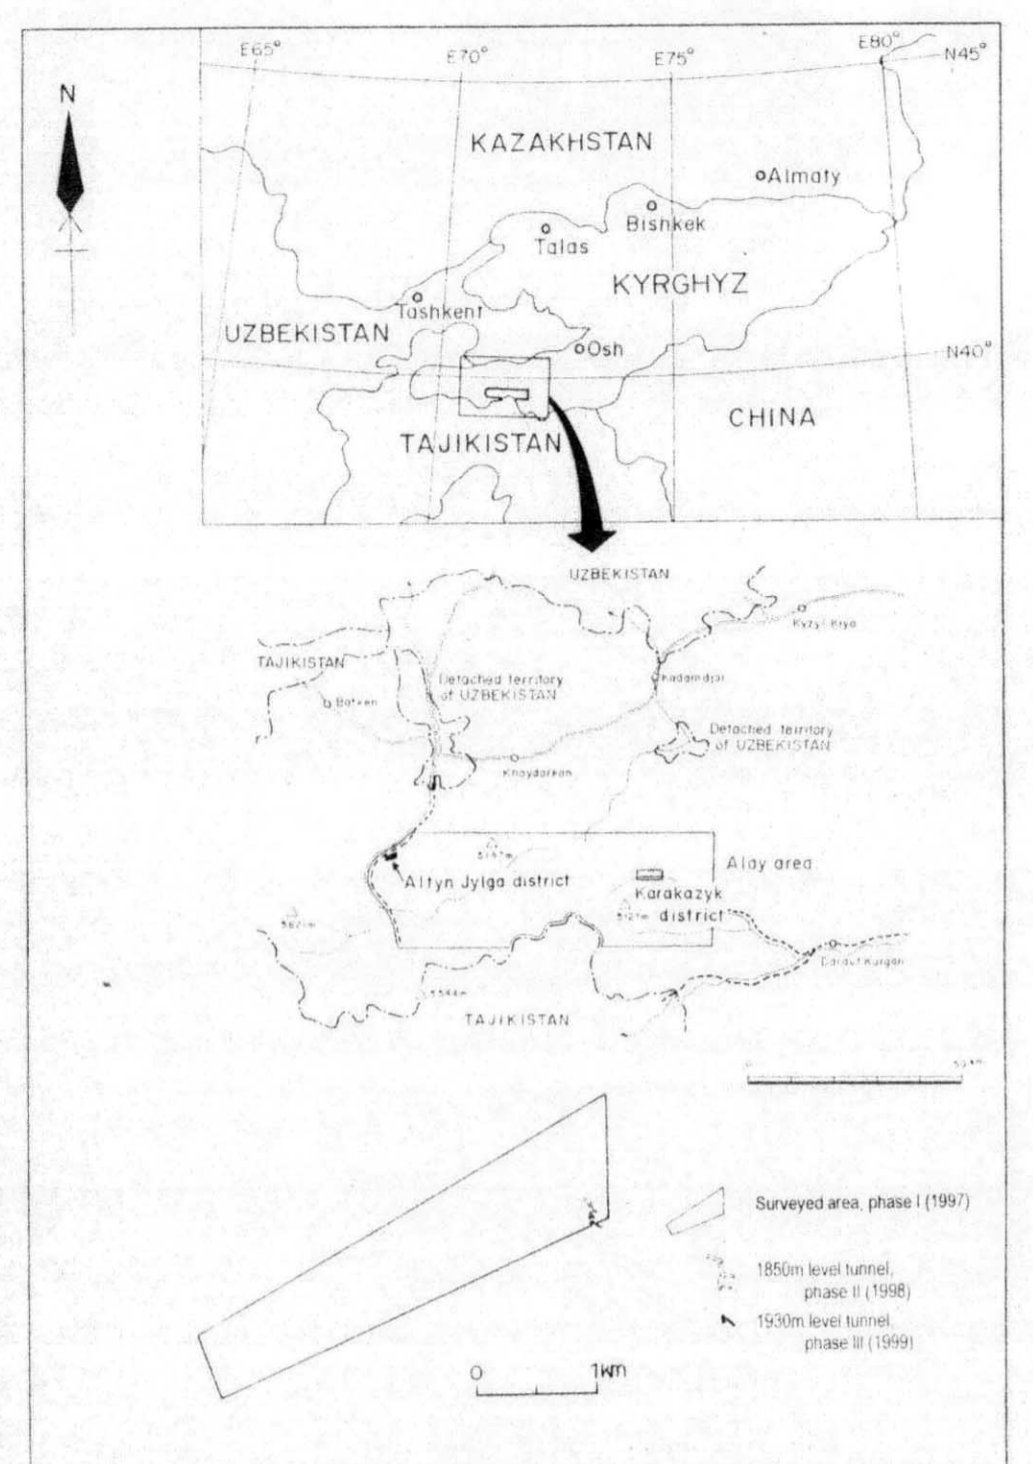 E65°
E70°
E75°
E80°
N45°
N
KAZAKHSTAN
Almaty
Bishkek
Talas
KYRGHYZ
Tashkent
UZBEKISTAN
Osh
N40°
CHINA
TAJIKISTAN
UZBEKISTAN
Kyzyl-Kiya
TAJIKISTAN
Kadamdjai
Detached territory
of UZBEKISTAN
Batken
Detached territory
of UZBEKISTAN
Khaydarkan
Alay area
Altyn Jylga district
Karakazyk
district
Daraut Kurgan
TAJIKISTAN
0
Surveyed area, phase I (1997)
1850m level tunnel,
phase II (1998)
1930m level tunnel,
phase III (1999)
0 1km